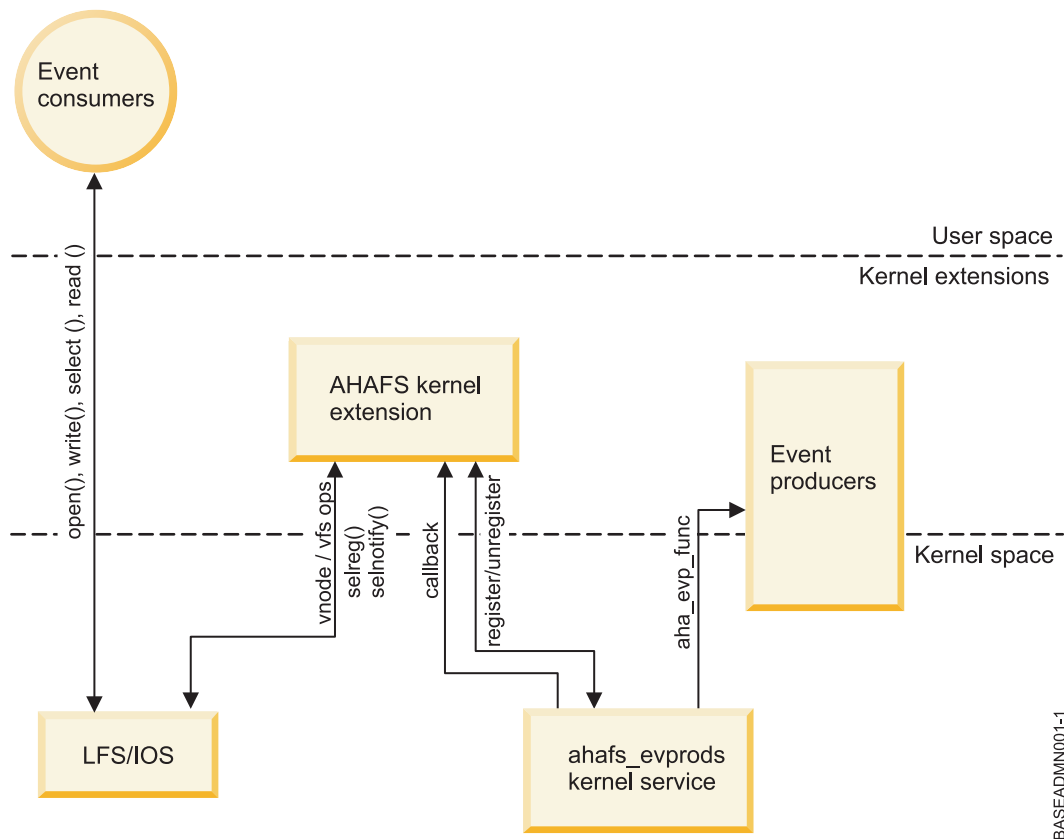 Event
consumers
User space
Kernel extensions
open(), write(), select (), read ()
AHAFS kernel
extension
Event
producers
vnode / vfs ops
selreg()
selnotify()
callback
register/unregister
aha_evp_func
Kernel space
LFS/IOS
ahafs_evprods
kernel service
BASEADMN001-1